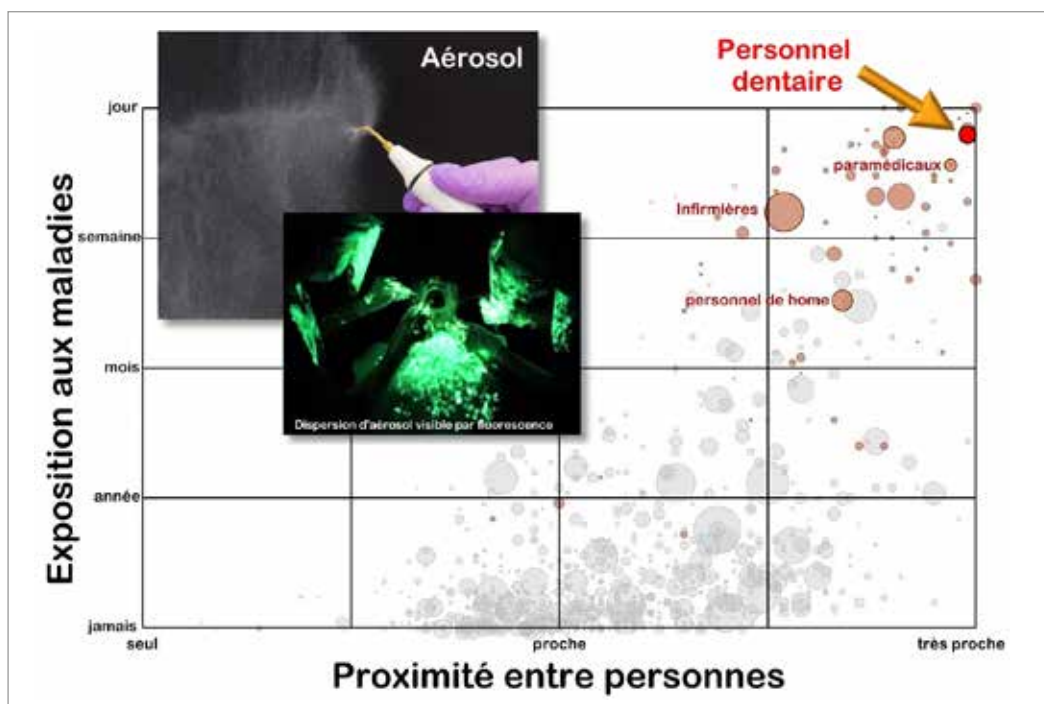 Aérosol
Personnel
dentaire
jour
paramédicaux
Infirmières
semaine
personnel de home
mois
Dispersion d'aérosol visible par fluorescence
année
jamais
seul
proche
très proche
Exposition aux maladies
Proximité entre personnes